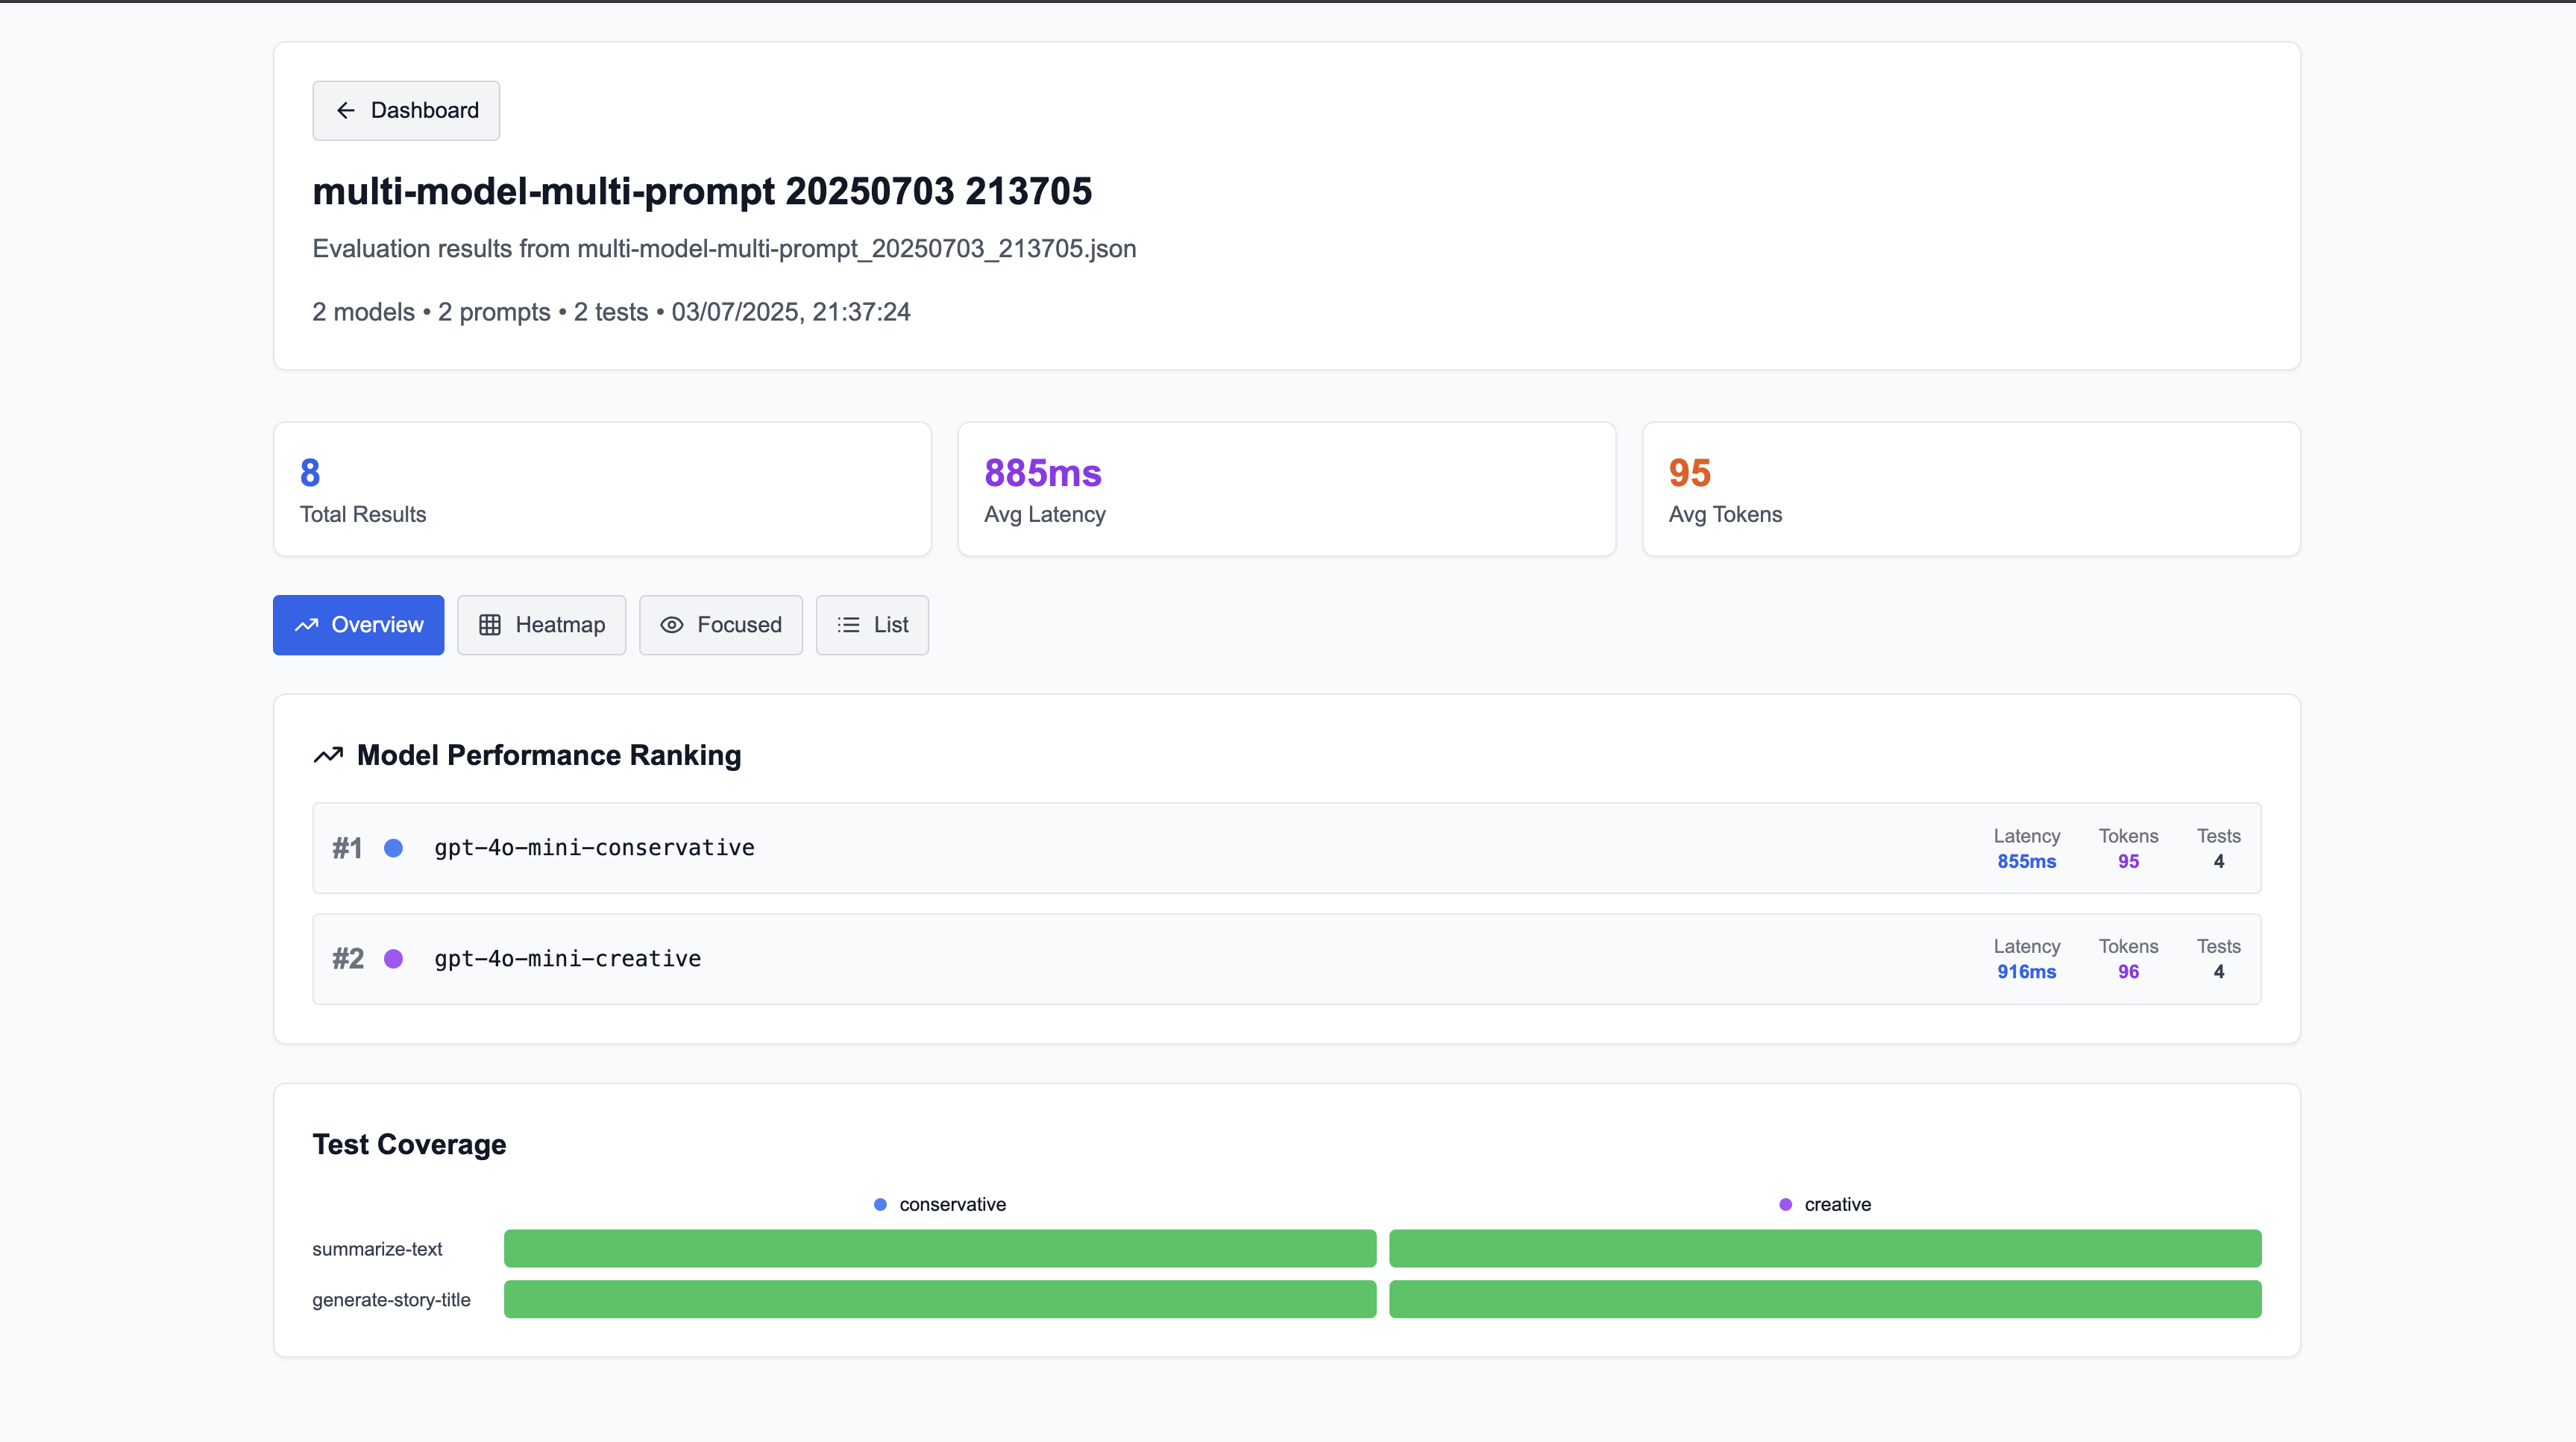 Dashboard
multi-model-multi-prompt 20250703 213705
Evaluation results from multi-model-multi-prompt_20250703_213705.json
2 models • 2 prompts • 2 tests • 03/07/2025, 21:37:24
8
Total Results
885ms
Avg Latency
95
Avg Tokens
Overview
Heatmap
Focused
List
Model Performance Ranking
#1 gpt-4o-mini-conservative
Latency Tokens Tests
855ms 95 4
#2 gpt-4o-mini-creative
Latency Tokens Tests
916ms 96 4
Test Coverage
conservative creative
summarize-text
generate-story-title